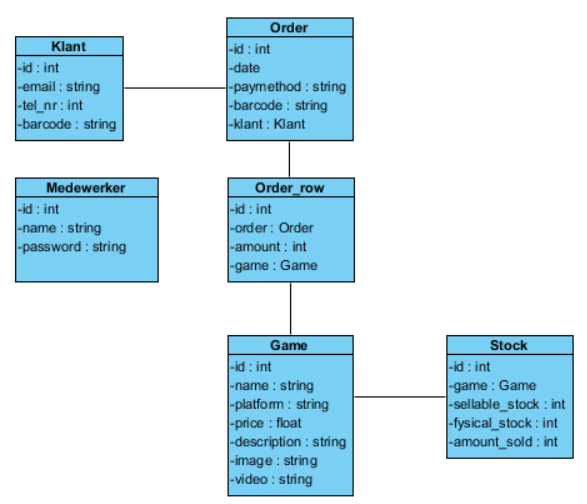 Klant
-id : int
-email : string
-tel_nr : int
-barcode : string
Order
-id : int
-date
-paymethod : string
-barcode : string
-klant : Klant
Medewerker
-id : int
-name : string
-password : string
Order_row
-id : int
-order : Order
-amount : int
-game : Game
Game
-id : int
-name : string
-platform : string
-price : float
-description : string
-image : string
-video : string
Stock
-id : int
-game : Game
-sellable_stock : int
-fysical_stock : int
-amount_sold : int